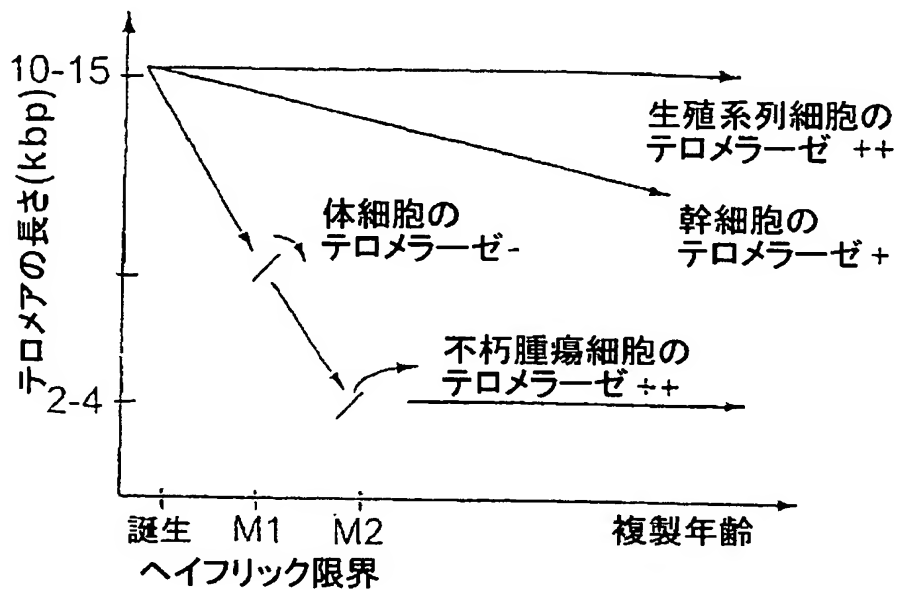 テロメアの長さ(kbp)
10-15
2-4
生殖系列細胞の
テロメラーゼ ++
幹細胞の
テロメラーゼ +
体細胞の
テロメラーゼ-
不朽腫瘍細胞の
テロメラーゼ ++
誕生 M1 M2 複製年齢
ヘイフリック限界